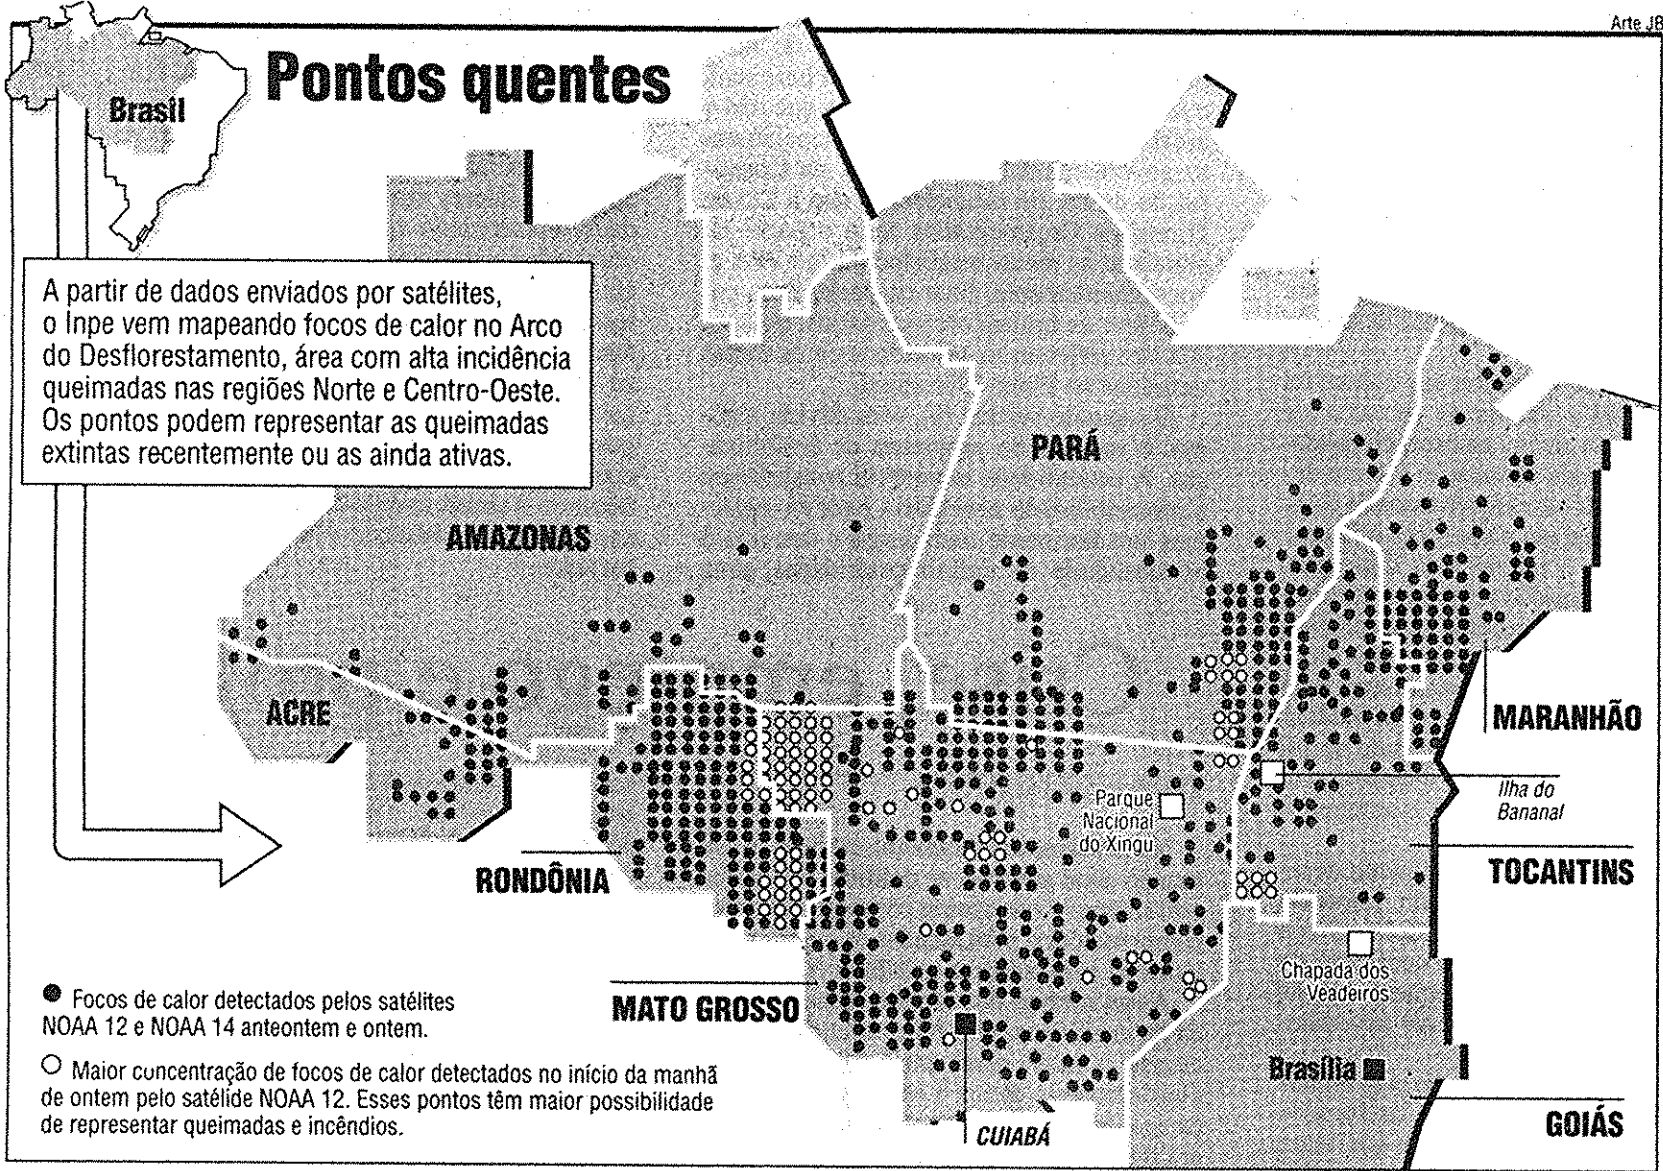 Arte JB
Pontos quentes
Brasil
A partir de dados enviados por satélites,
o Inpe vem mapeando focos de calor no Arco
do Desflorestamento, área com alta incidência
queimadas nas regiões Norte e Centro-Oeste.
Os pontos podem representar as queimadas
extintas recentemente ou as ainda ativas.
PARÁ
AMAZONAS
ACRE
MARANHÃO
Ilha do
Bananal
Parque
Nacional
do Xingu
TOCANTINS
RONDÔNIA
Chapada dos
Veadeiros
MATO GROSSO
Brasília
GOIÁS
CUIABÁ
Focos de calor detectados pelos satélites
NOAA 12 e NOAA 14 anteontem e ontem.
Maior concentração de focos de calor detectados no início da manhã
de ontem pelo satélide NOAA 12. Esses pontos têm maior possibilidade
de representar queimadas e incêndios.